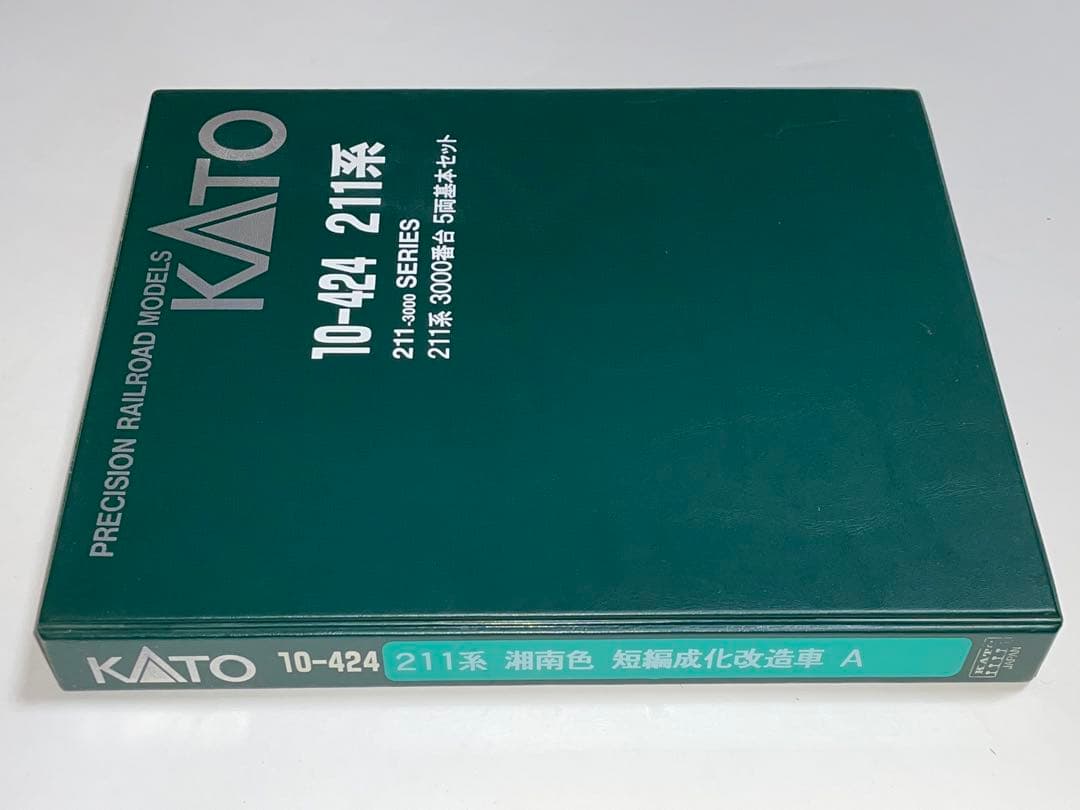 PRECISION RAILROAD MODELS
KATO
10-424 211系
211-3000 SERIES
211系 3000番台 5両基本セット
KATO 10-424 211系 湘南色 短編成化改造車 A
KATO
JAPAN